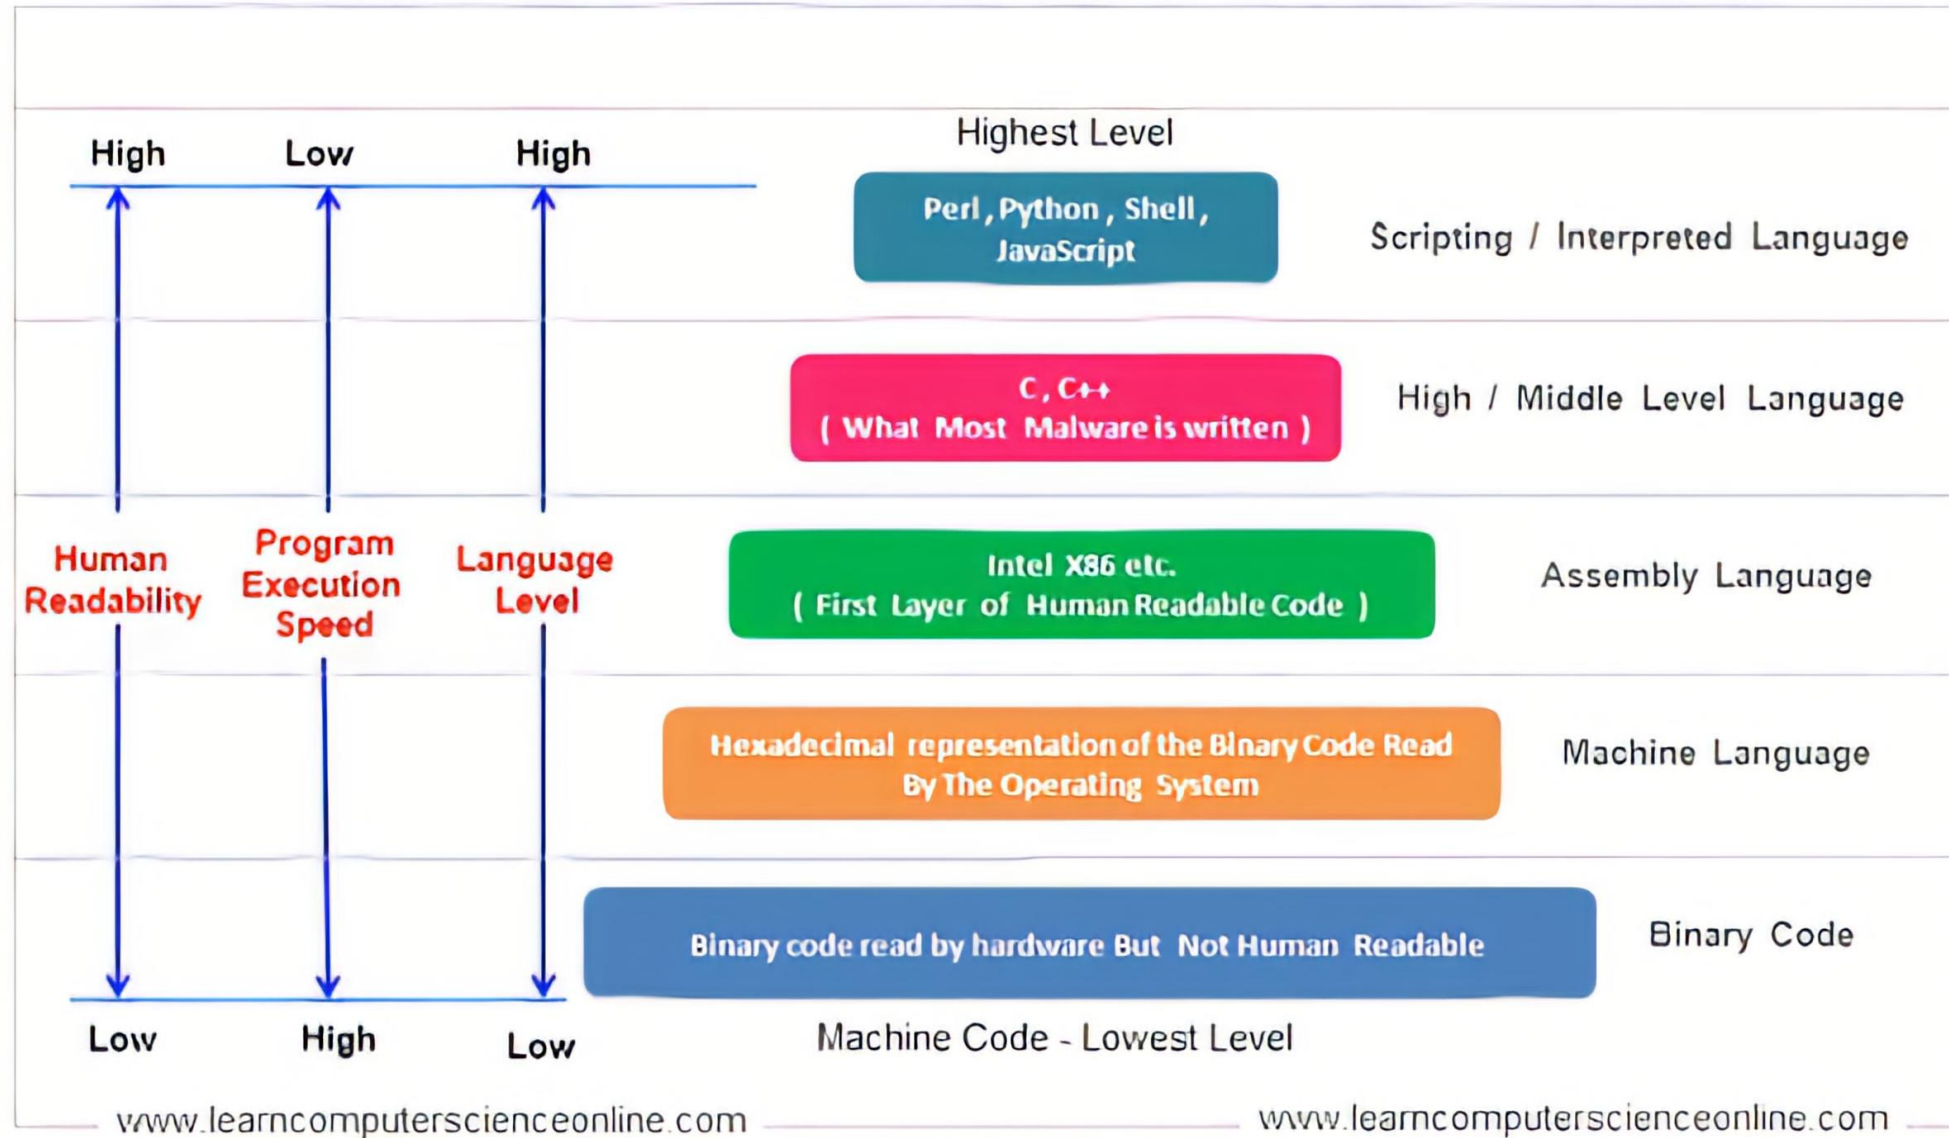 High Low High
Highest Level
Perl, Python, Shell,
JavaScript
Scripting / Interpreted Language
C, C++
( What Most Malware is written )
High / Middle Level Language
Human
Readability
Program
Execution
Speed
Language
Level
Intel X86 etc.
( First Layer of Human Readable Code )
Assembly Language
Hexadecimal representation of the Binary Code Read
By The Operating System
Machine Language
Binary code read by hardware But Not Human Readable
Binary Code
Low High Low
Machine Code - Lowest Level
www.learncomputerscienceonline.com
www.learncomputerscienceonline.com